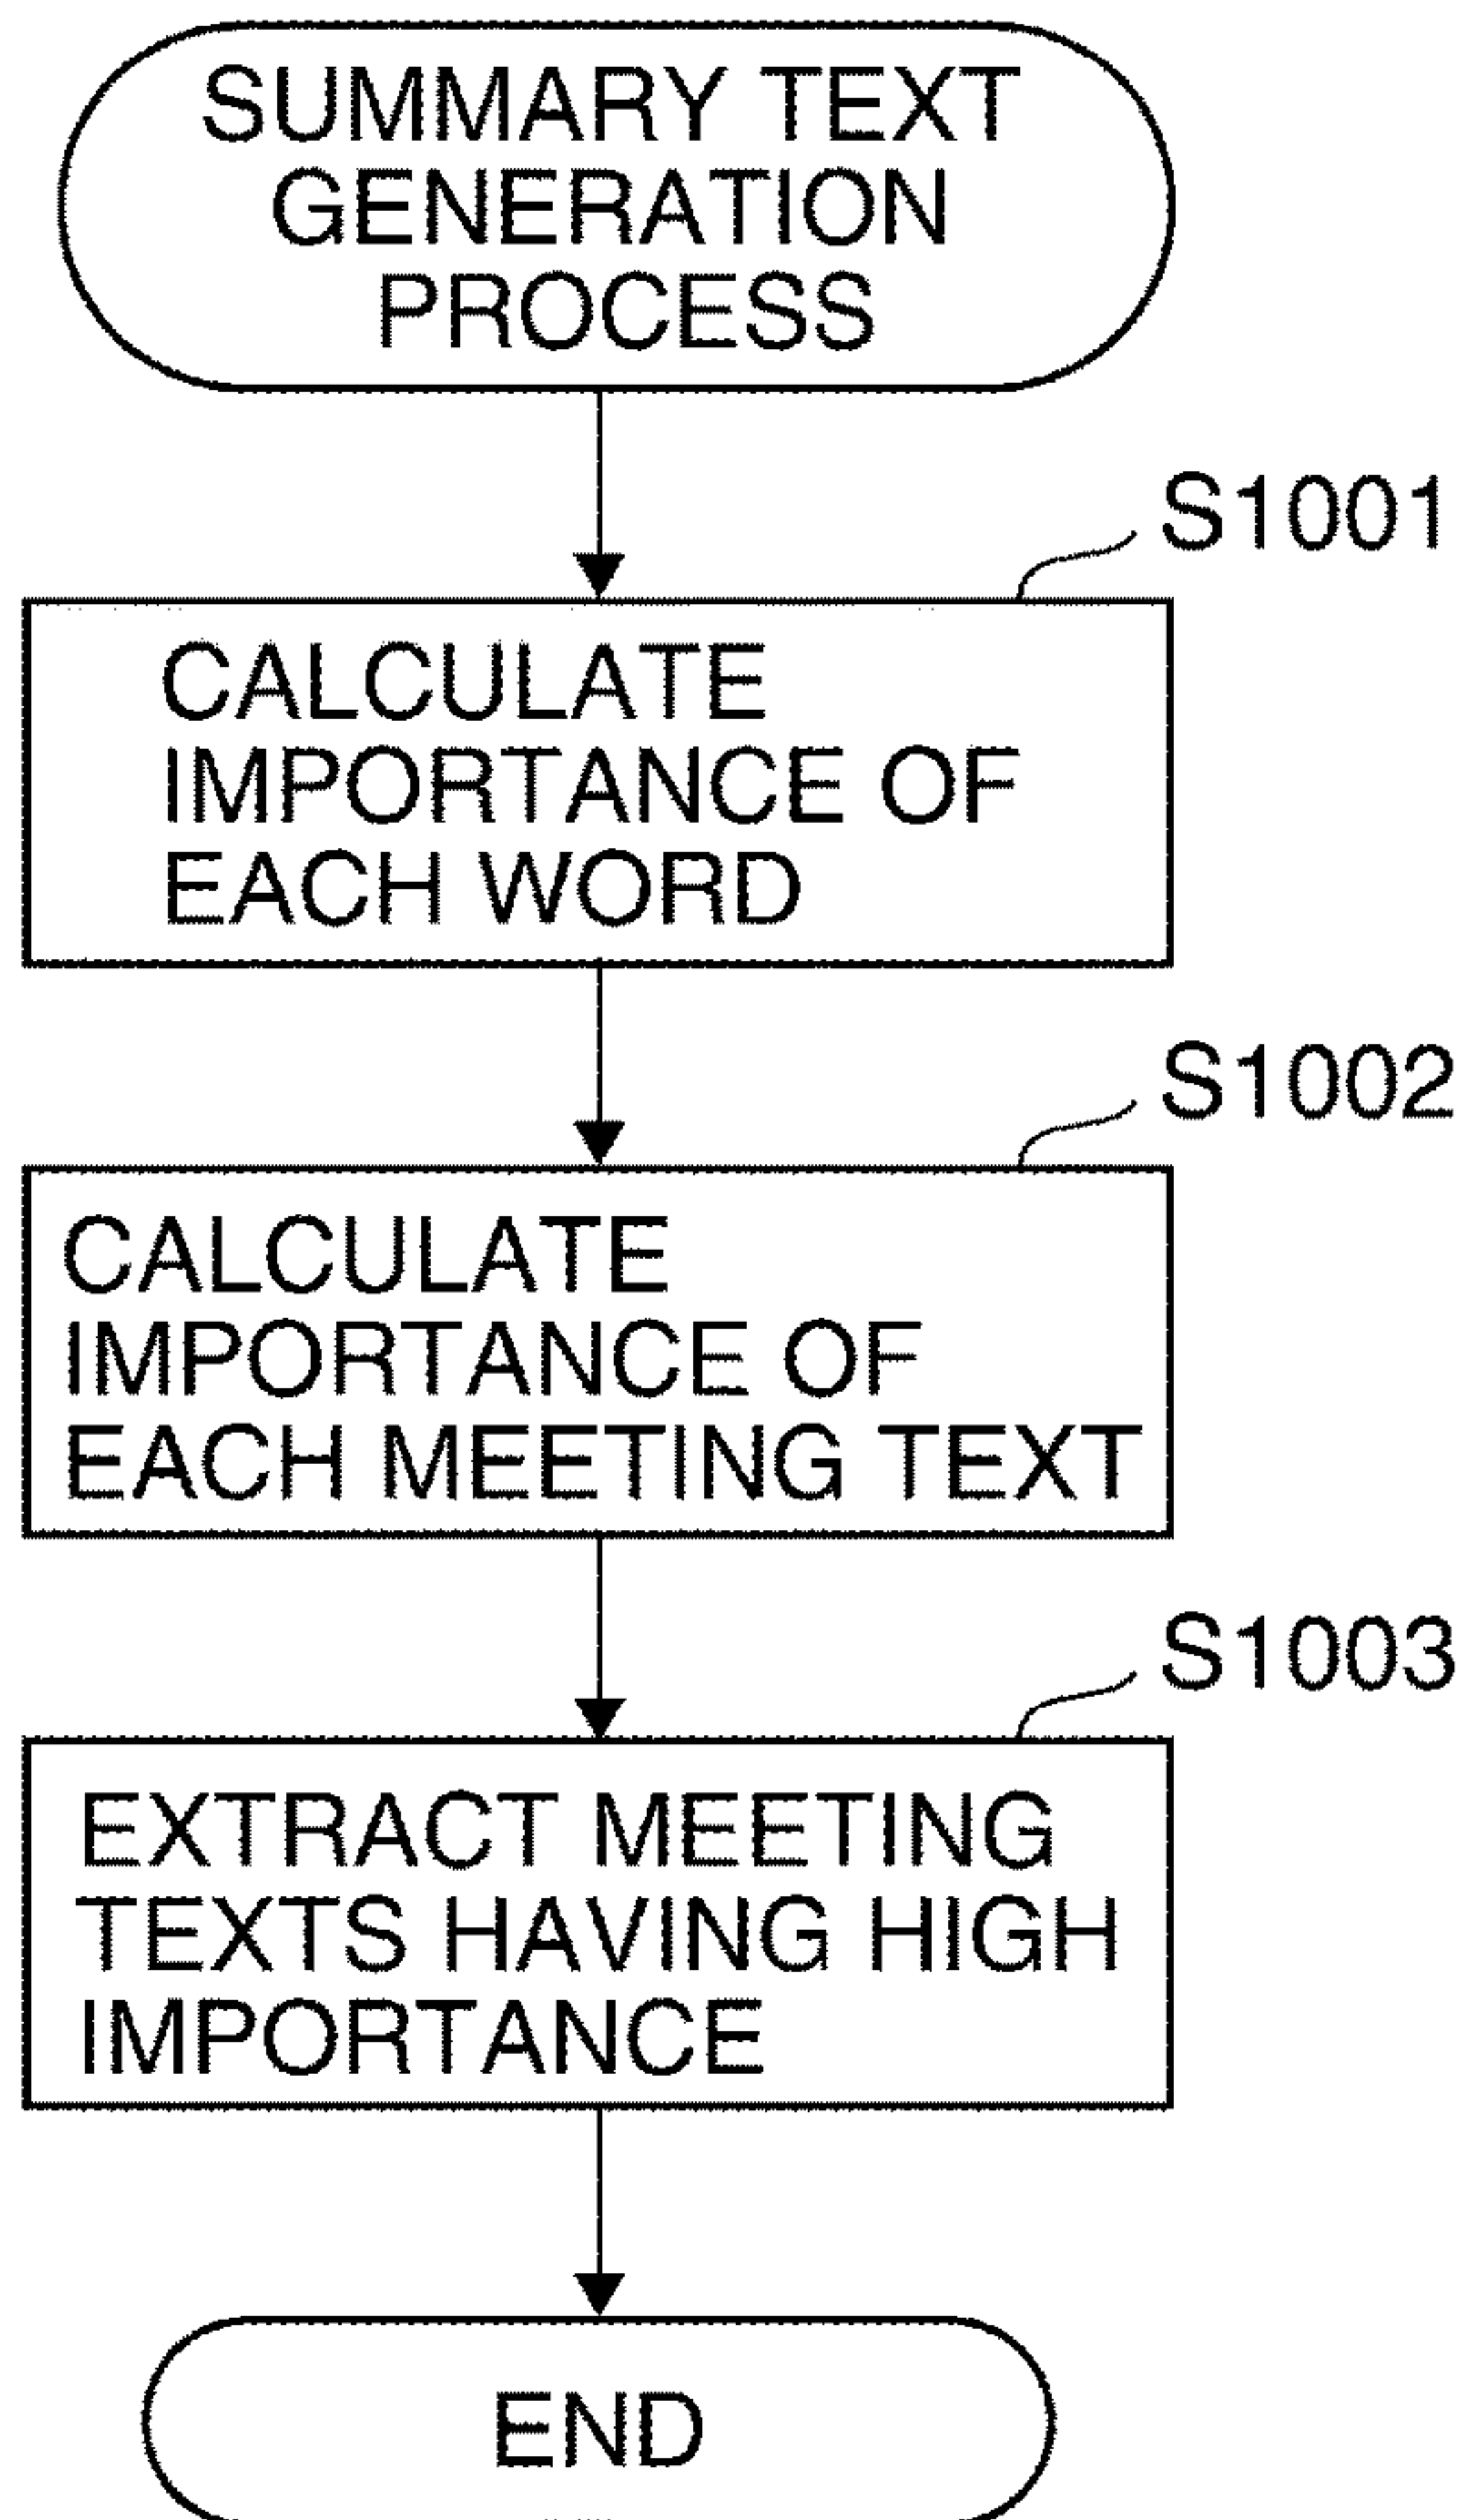 SUMMARY TEXT
GENERATION
PROCESS
S1001
CALCULATE
IMPORTANCE OF
EACH WORD
S1002
CALCULATE
IMPORTANCE OF
EACH MEETING TEXT
S1003
EXTRACT MEETING
TEXTS HAVING HIGH
IMPORTANCE
END